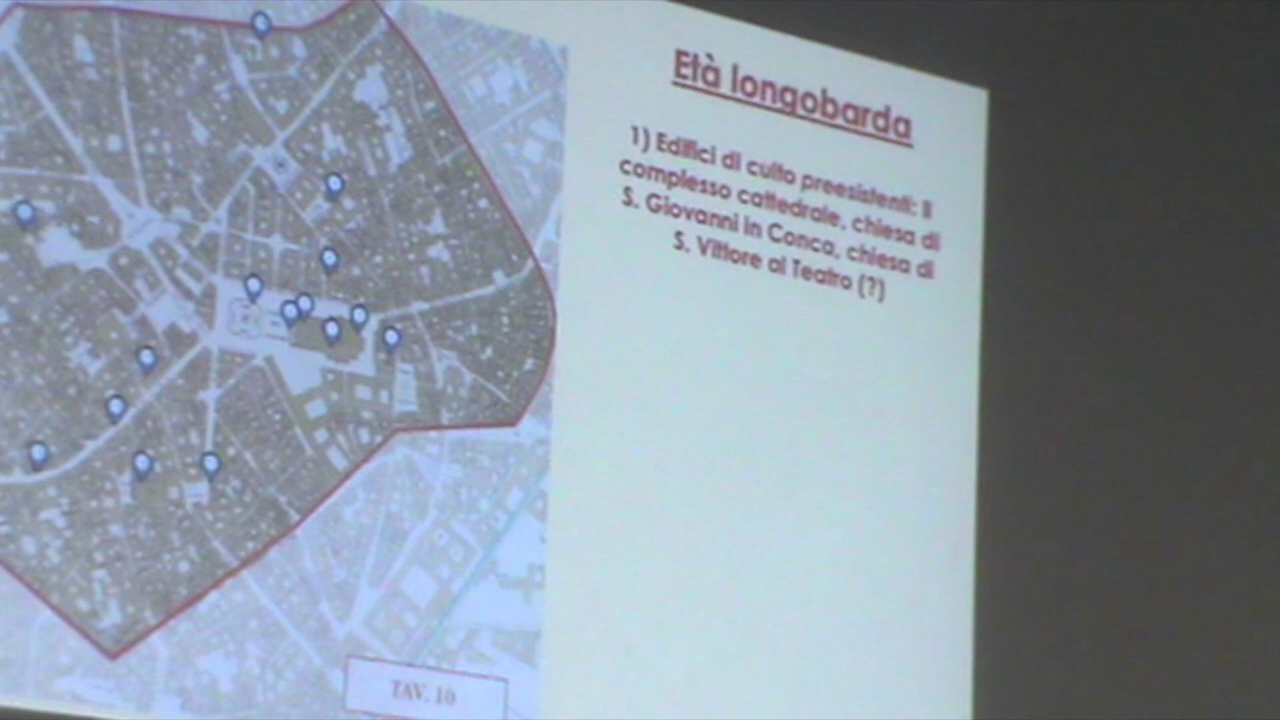 Età longobarda
1) Edifici di culto preesistenti: il
complesso cattedrale, chiesa di
S. Giovanni in Conca, chiesa di
S. Vittore al Teatro (?)
TAV. 10